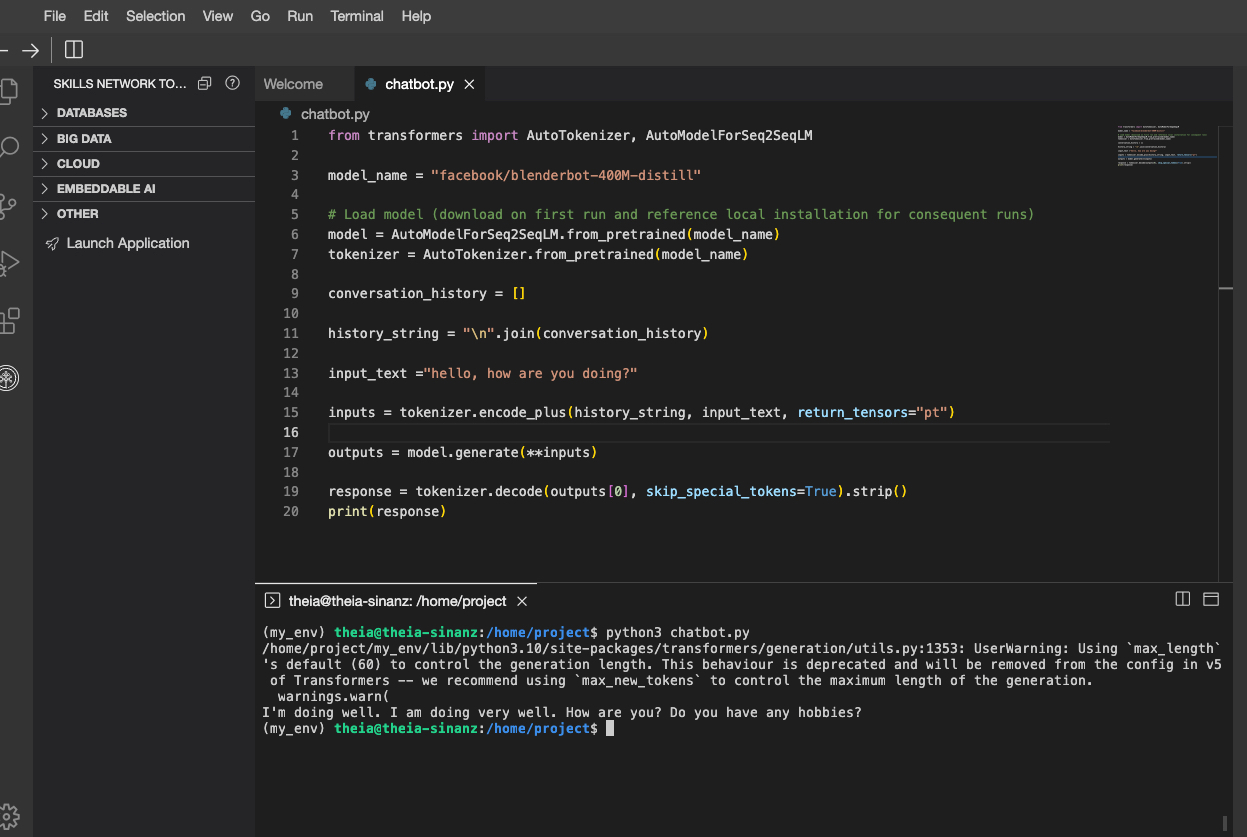 File Edit Selection View Go Run Terminal Help
SKILLS NETWORK TO...
DATABASES
BIG DATA
CLOUD
EMBEDDABLE AI
OTHER
Launch Application
Welcome chatbot.py
chatbot.py
1 from transformers import AutoTokenizer, AutoModelForSeq2SeqLM
2
3 model_name = "facebook/blenderbot-400M-distill"
4
5 # Load model (download on first run and reference local installation for consequent runs)
6 model = AutoModelForSeq2SeqLM.from_pretrained(model_name)
7 tokenizer = AutoTokenizer.from_pretrained(model_name)
8
9 conversation_history = []
10
11 history_string = "\n".join(conversation_history)
12
13 input_text ="hello, how are you doing?"
14
15 inputs = tokenizer.encode_plus(history_string, input_text, return_tensors="pt")
16
17 outputs = model.generate(**inputs)
18
19 response = tokenizer.decode(outputs[0], skip_special_tokens=True).strip()
20 print(response)
theia@theia-sinanz: /home/project
(my_env) theia@theia-sinanz:/home/project$ python3 chatbot.py
/home/project/my_env/lib/python3.10/site-packages/transformers/generation/utils.py:1353: UserWarning: Using `max_length`
's default (60) to control the generation length. This behaviour is deprecated and will be removed from the config in v5
of Transformers -- we recommend using `max_new_tokens` to control the maximum length of the generation.
warnings.warn(
I'm doing well. I am doing very well. How are you? Do you have any hobbies?
(my_env) theia@theia-sinanz:/home/project$